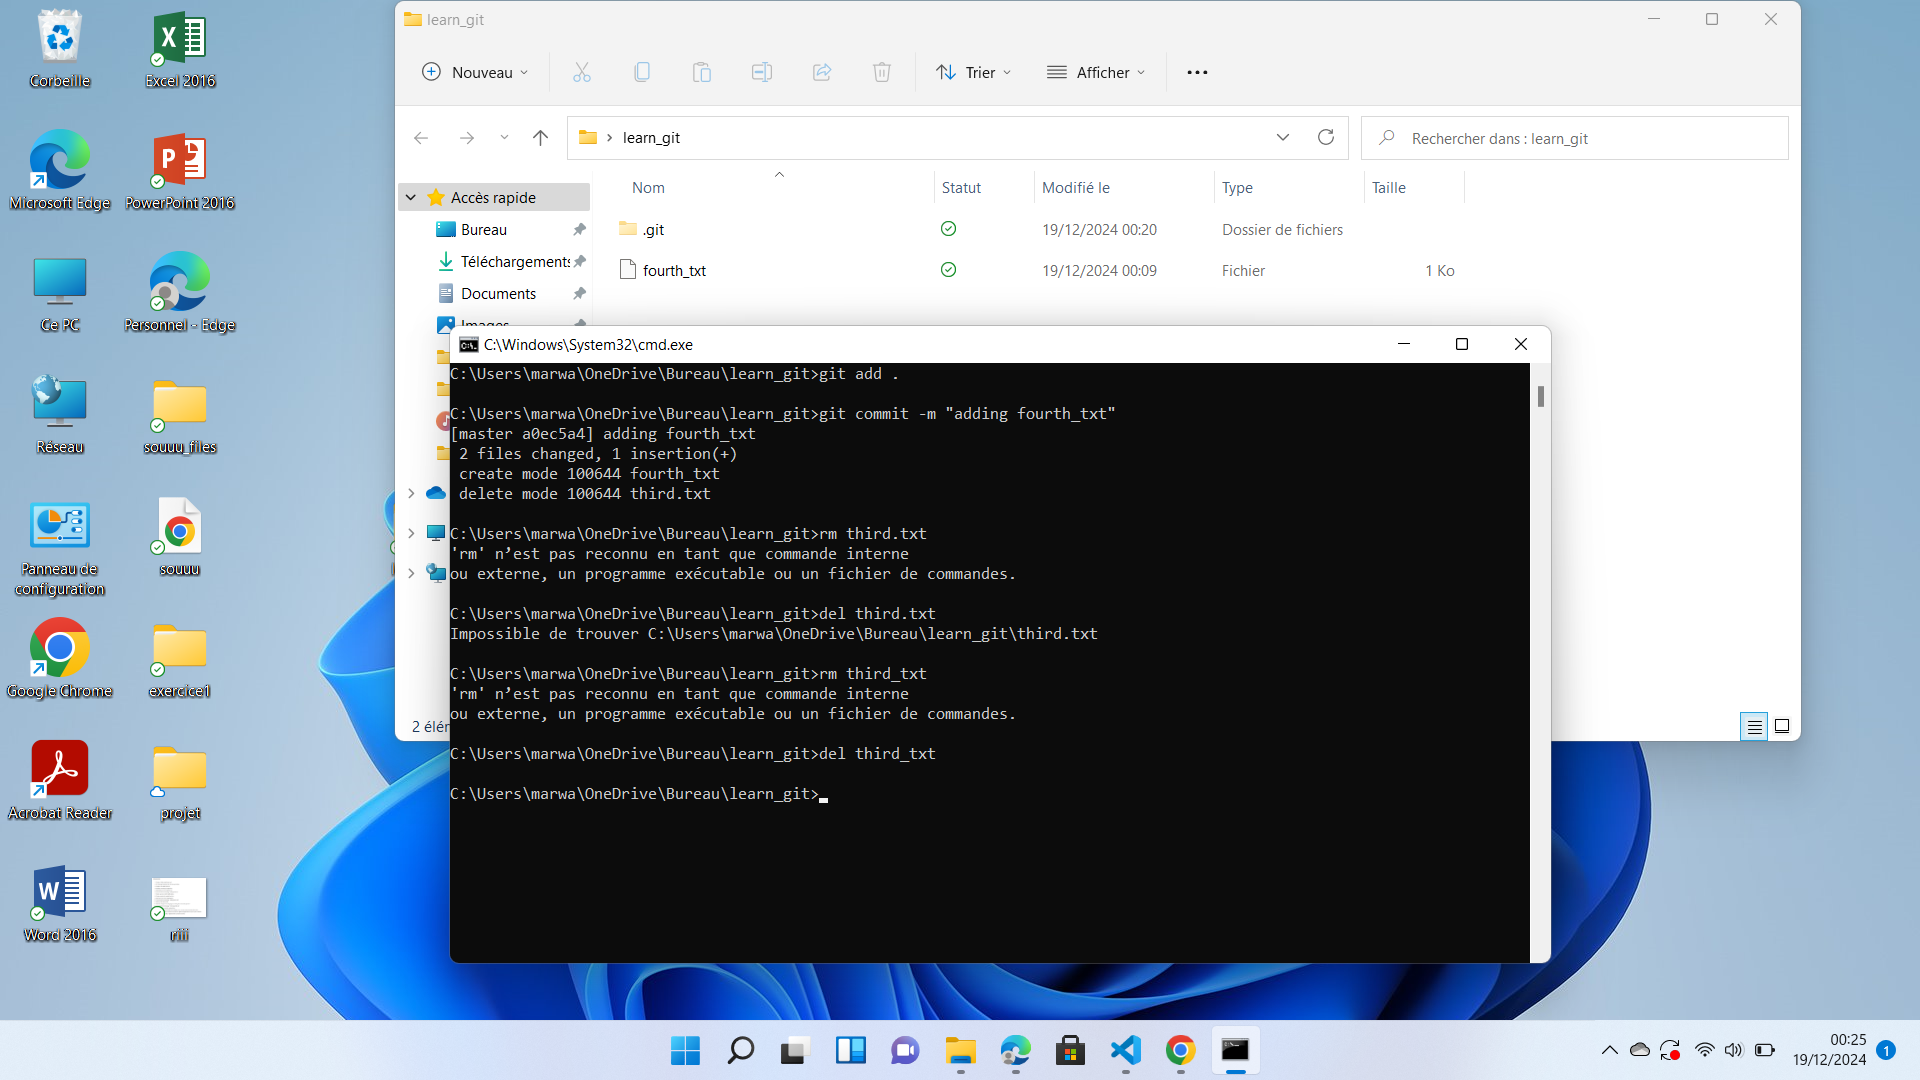 Corbeille
Excel 2016
Microsoft Edge
PowerPoint 2016
Ce PC
Personnel - Edge
Réseau
souuu_files
Panneau de configuration
souuu
Google Chrome
exercice1
Acrobat Reader
projet
Word 2016
riii
learn_git
Nouveau
Trier
Afficher
learn_git
Rechercher dans : learn_git
Nom Statut Modifié le Type Taille
Accès rapide
Bureau
Téléchargements
Documents
Images
.git 19/12/2024 00:20 Dossier de fichiers
fourth_txt 19/12/2024 00:09 Fichier 1 Ko
2 élém
C:\Windows\System32\cmd.exe
C:\Users\marwa\OneDrive\Bureau\learn_git>git add .
C:\Users\marwa\OneDrive\Bureau\learn_git>git commit -m "adding fourth_txt"
[master a0ec5a4] adding fourth_txt
2 files changed, 1 insertion(+)
create mode 100644 fourth_txt
delete mode 100644 third.txt
C:\Users\marwa\OneDrive\Bureau\learn_git>rm third.txt
'rm' n’est pas reconnu en tant que commande interne
ou externe, un programme exécutable ou un fichier de commandes.
C:\Users\marwa\OneDrive\Bureau\learn_git>del third.txt
Impossible de trouver C:\Users\marwa\OneDrive\Bureau\learn_git\third.txt
C:\Users\marwa\OneDrive\Bureau\learn_git>rm third_txt
'rm' n’est pas reconnu en tant que commande interne
ou externe, un programme exécutable ou un fichier de commandes.
C:\Users\marwa\OneDrive\Bureau\learn_git>del third_txt
C:\Users\marwa\OneDrive\Bureau\learn_git>
00:25
19/12/2024
1